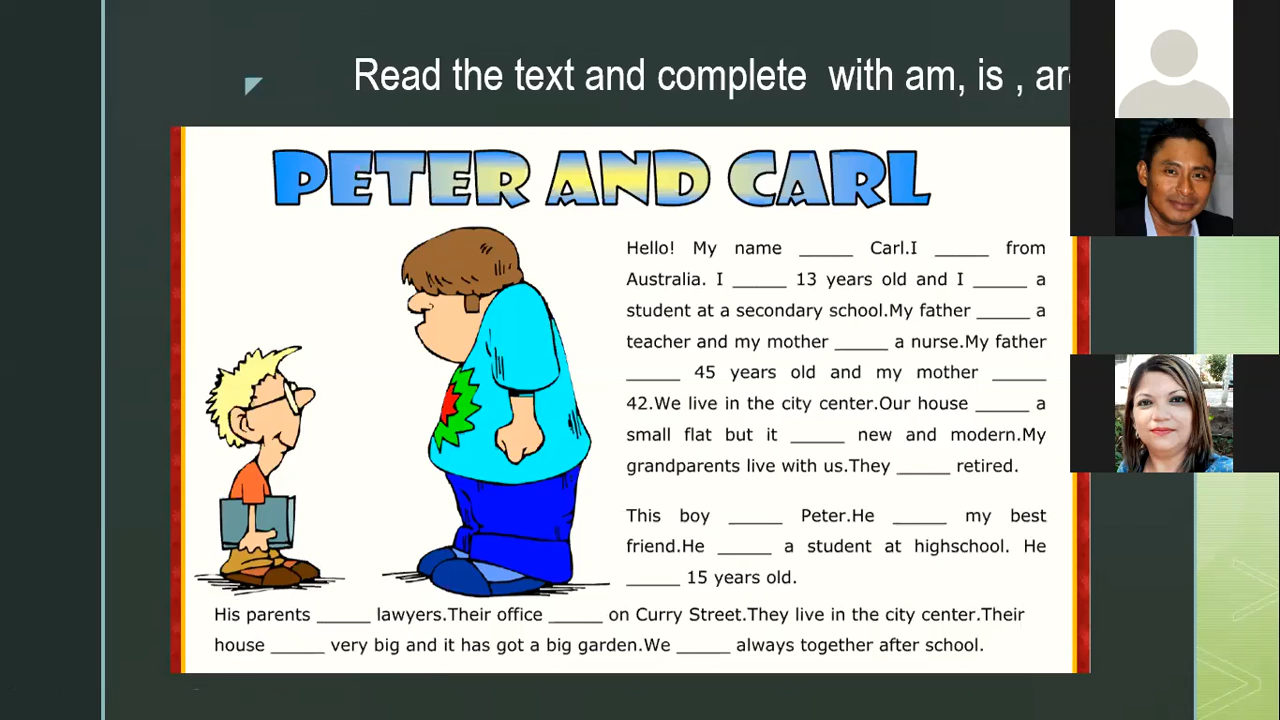 Read the text and complete with am, is , ar
PETER AND CARL
Hello! My name _____ Carl.I _____ from
Australia. I _____ 13 years old and I _____ a
student at a secondary school.My father _____ a
teacher and my mother _____ a nurse.My father
_____ 45 years old and my mother _____
42.We live in the city center.Our house _____ a
small flat but it _____ new and modern.My
grandparents live with us.They _____ retired.
This boy _____ Peter.He _____ my best
friend.He _____ a student at highschool. He
_____ 15 years old.
His parents _____ lawyers.Their office _____ on Curry Street.They live in the city center.Their
house _____ very big and it has got a big garden.We _____ always together after school.